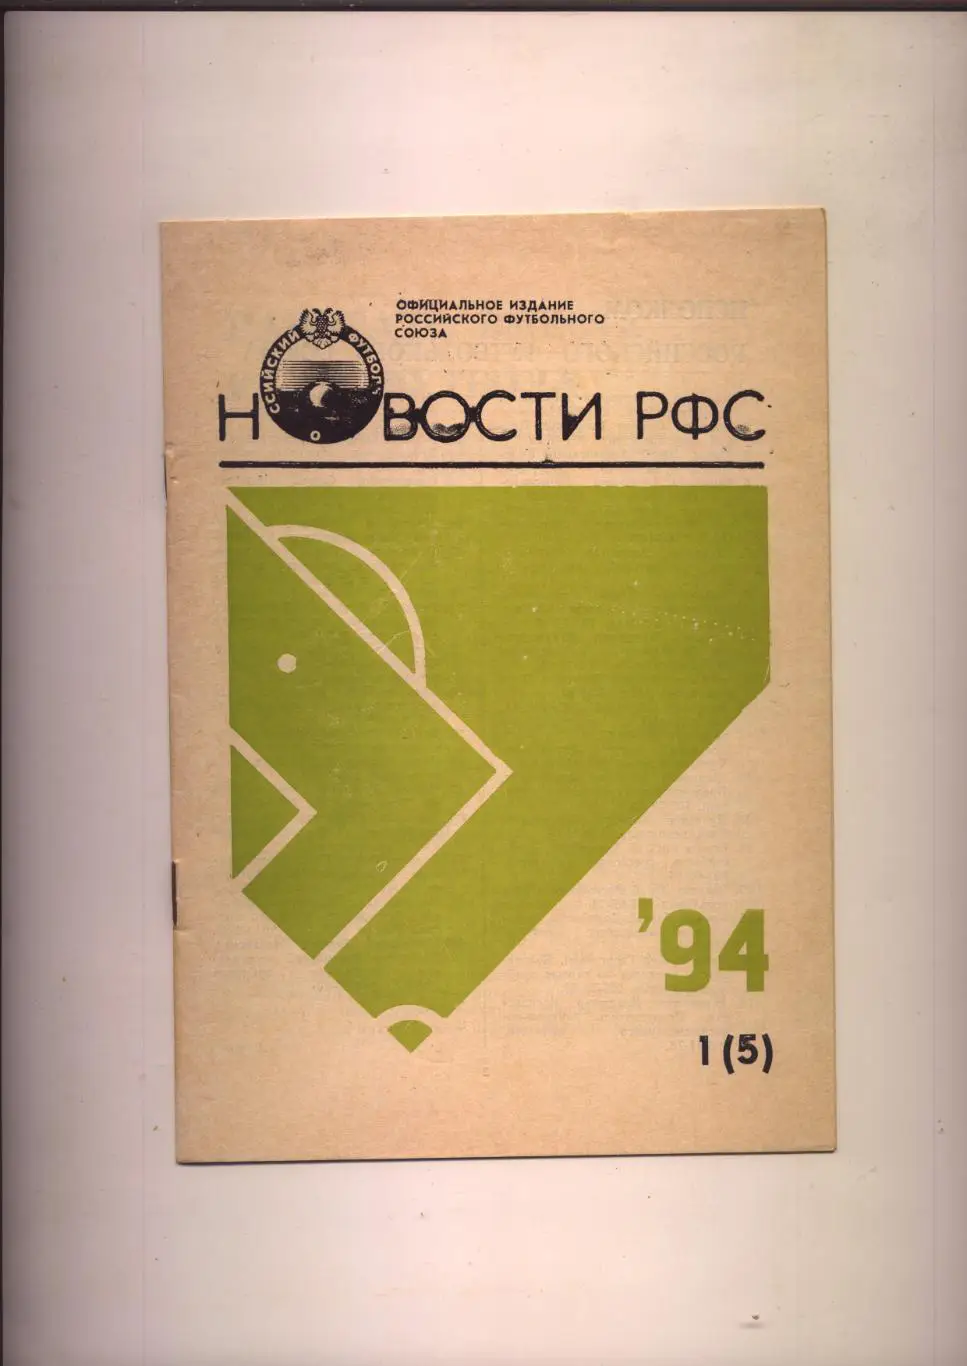 ОФИЦИАЛЬНОЕ ИЗДАНИЕ
РОССИЙСКОГО ФУТБОЛЬНОГО
СОЮЗА
ССИЙСКИЙ ФУТБОЛ
НОВОСТИ РФС
'94
1 (5)